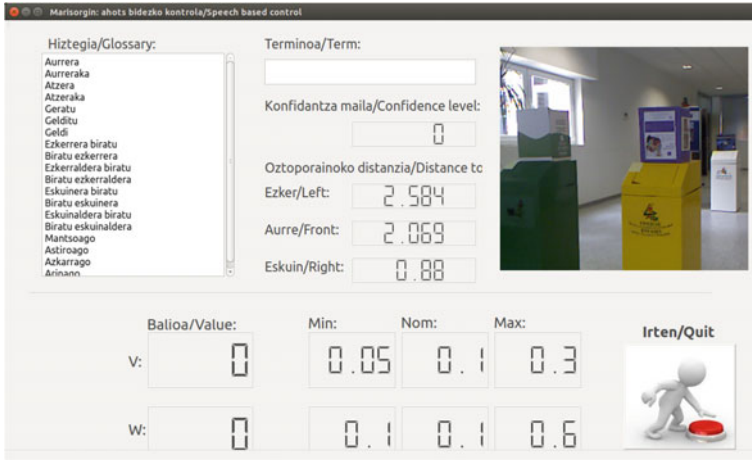 Marisorgin: ahots bidezko kontrola/Speech based control
Hiztegia/Glossary:
Aurrera
Aurreraka
Atzera
Atzeraka
Geratu
Gelditu
Geldi
Ezkerrera biratu
Biratu ezkerrera
Ezkerraldera biratu
Biratu ezkerraldera
Eskuinera biratu
Biratu eskuinera
Eskuinaldera biratu
Biratu eskuinaldera
Mantsoago
Astiroago
Azkarrago
Arinago
Terminoa/Term:
Konfidantza maila/Confidence level:
0
Oztoporainoko distanzia/Distance to
Ezker/Left: 2.584
Aurre/Front: 2.069
Eskuin/Right: 0.88
Balioa/Value: Min: Nom: Max:
V: 0 0.05 0.1 0.3
W: 0 0.1 0.1 0.6
Irten/Quit